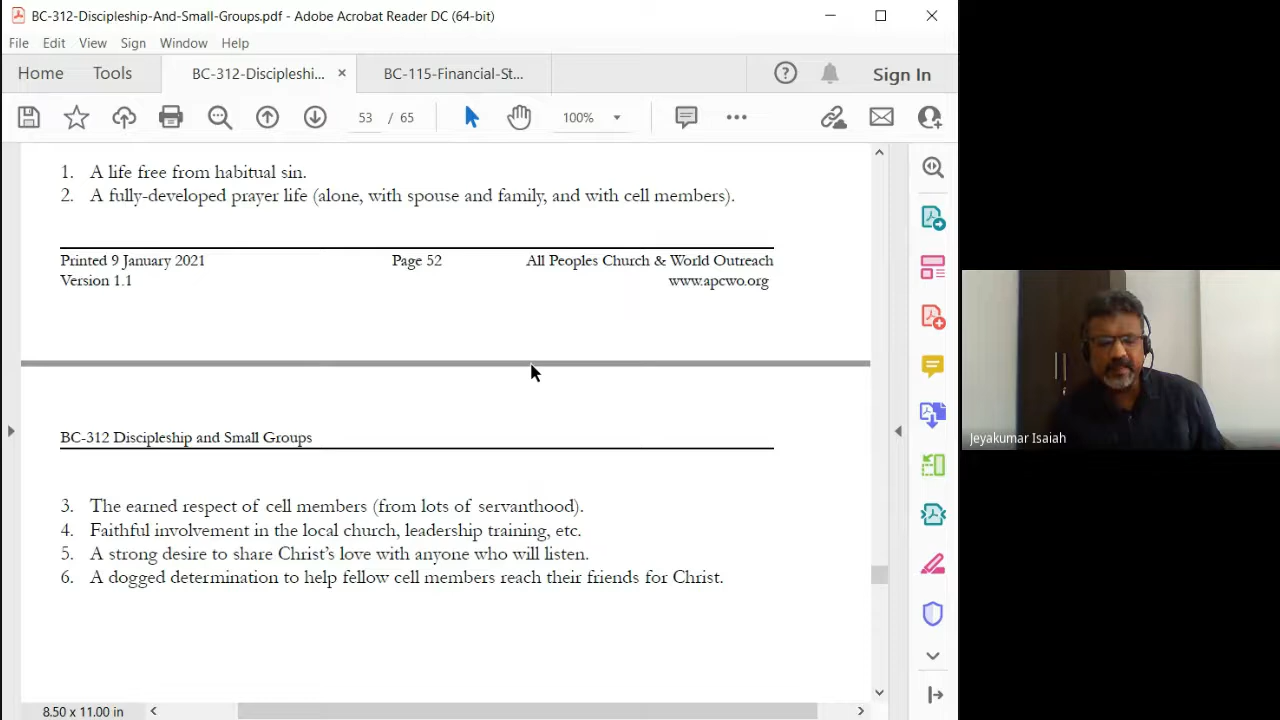 BC-312-Discipleship-And-Small-Groups.pdf - Adobe Acrobat Reader DC (64-bit)
File Edit View Sign Window Help
Home Tools BC-312-Discipleshi... × BC-115-Financial-St... Sign In
53 / 65 100%
1. A life free from habitual sin.
2. A fully-developed prayer life (alone, with spouse and family, and with cell members).
Printed 9 January 2021 Page 52 All Peoples Church & World Outreach
Version 1.1 www.apcwo.org
BC-312 Discipleship and Small Groups
3. The earned respect of cell members (from lots of servanthood).
4. Faithful involvement in the local church, leadership training, etc.
5. A strong desire to share Christ’s love with anyone who will listen.
6. A dogged determination to help fellow cell members reach their friends for Christ.
8.50 x 11.00 in
Jeyakumar Isaiah